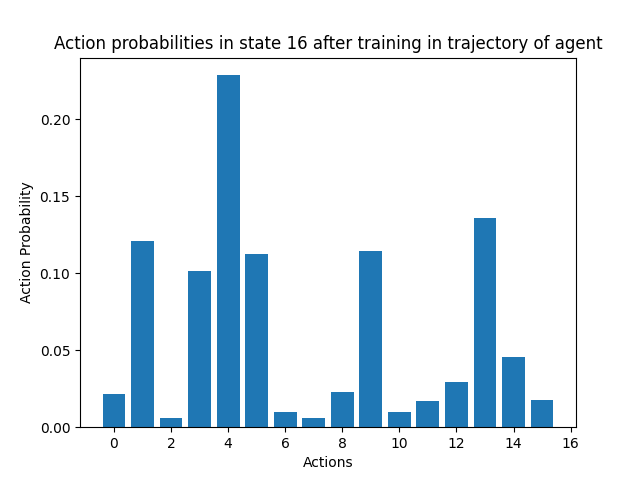 Action probabilities in state 16 after training in trajectory of agent
0.20
0.15
0.10
0.05
0.00
Action Probability
0 2 4 6 8 10 12 14 16
Actions